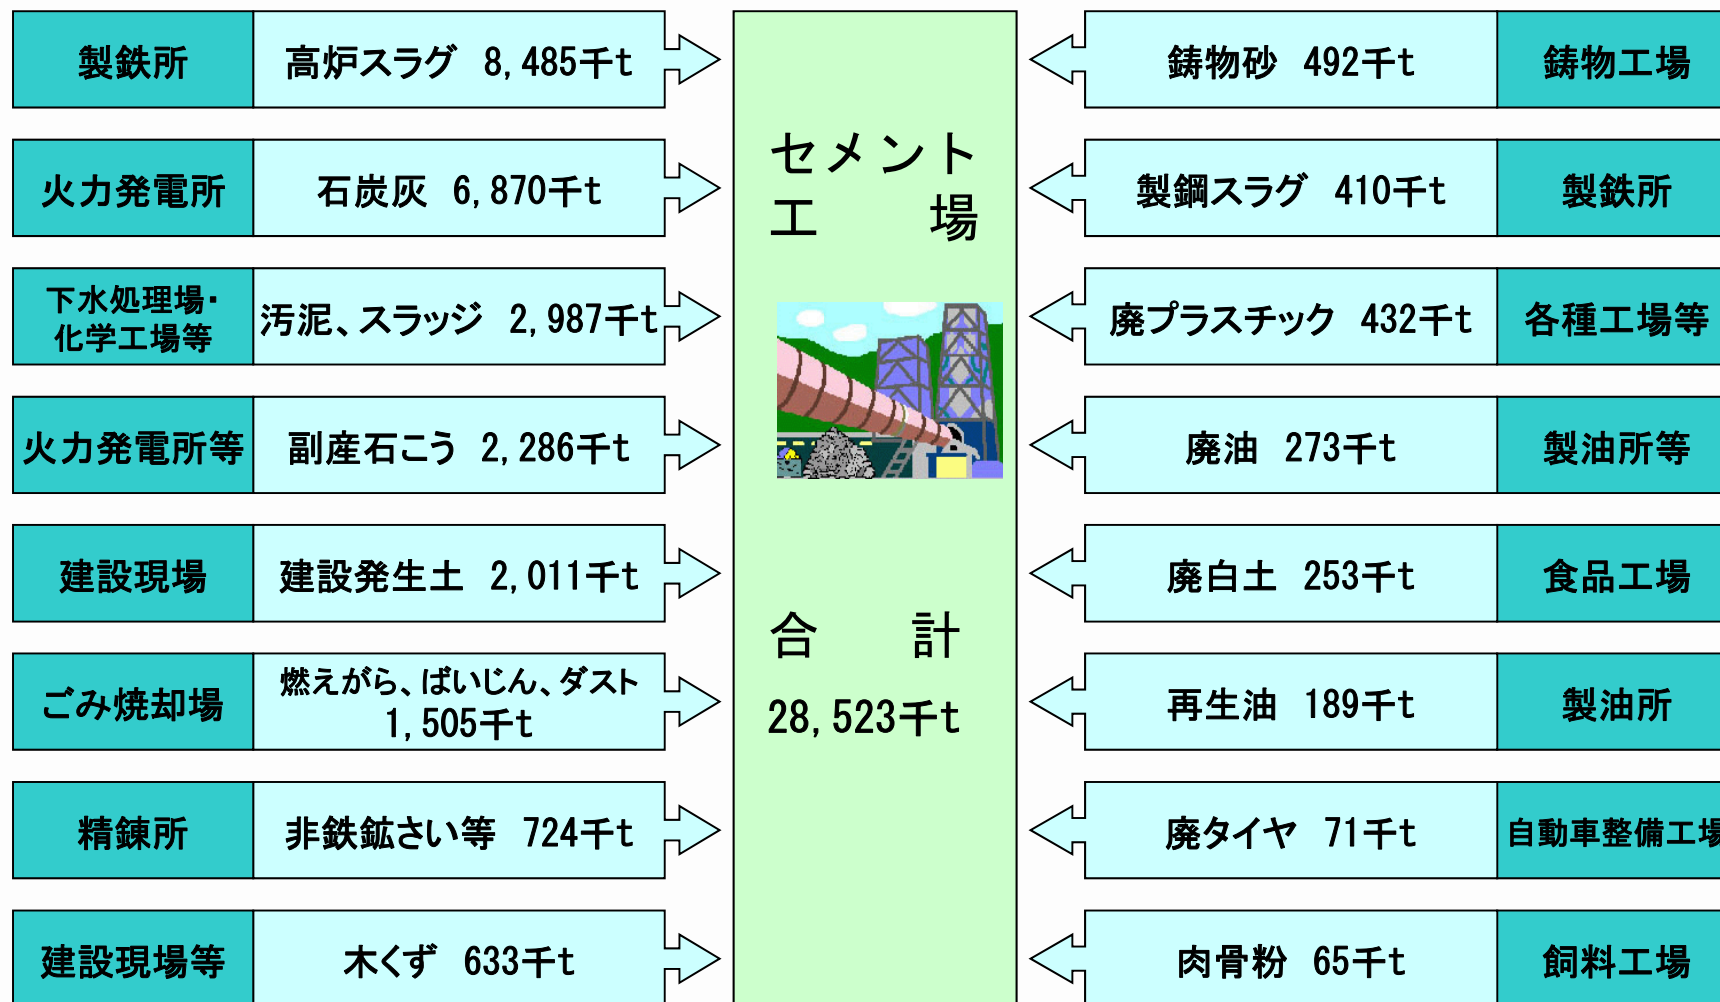 製鉄所
高炉スラグ 8,485千t
火力発電所
石炭灰 6,870千t
下水処理場・
化学工場等
汚泥、スラッジ 2,987千t
火力発電所等
副産石こう 2,286千t
建設現場
建設発生土 2,011千t
ごみ焼却場
燃えがら、ばいじん、ダスト
1,505千t
精錬所
非鉄鉱さい等 724千t
建設現場等
木くず 633千t
セメント
工場
合計
28,523千t
鋳物砂 492千t
鋳物工場
製鋼スラグ 410千t
製鉄所
廃プラスチック 432千t
各種工場等
廃油 273千t
製油所等
廃白土 253千t
食品工場
再生油 189千t
製油所
廃タイヤ 71千t
自動車整備工場
肉骨粉 65千t
飼料工場